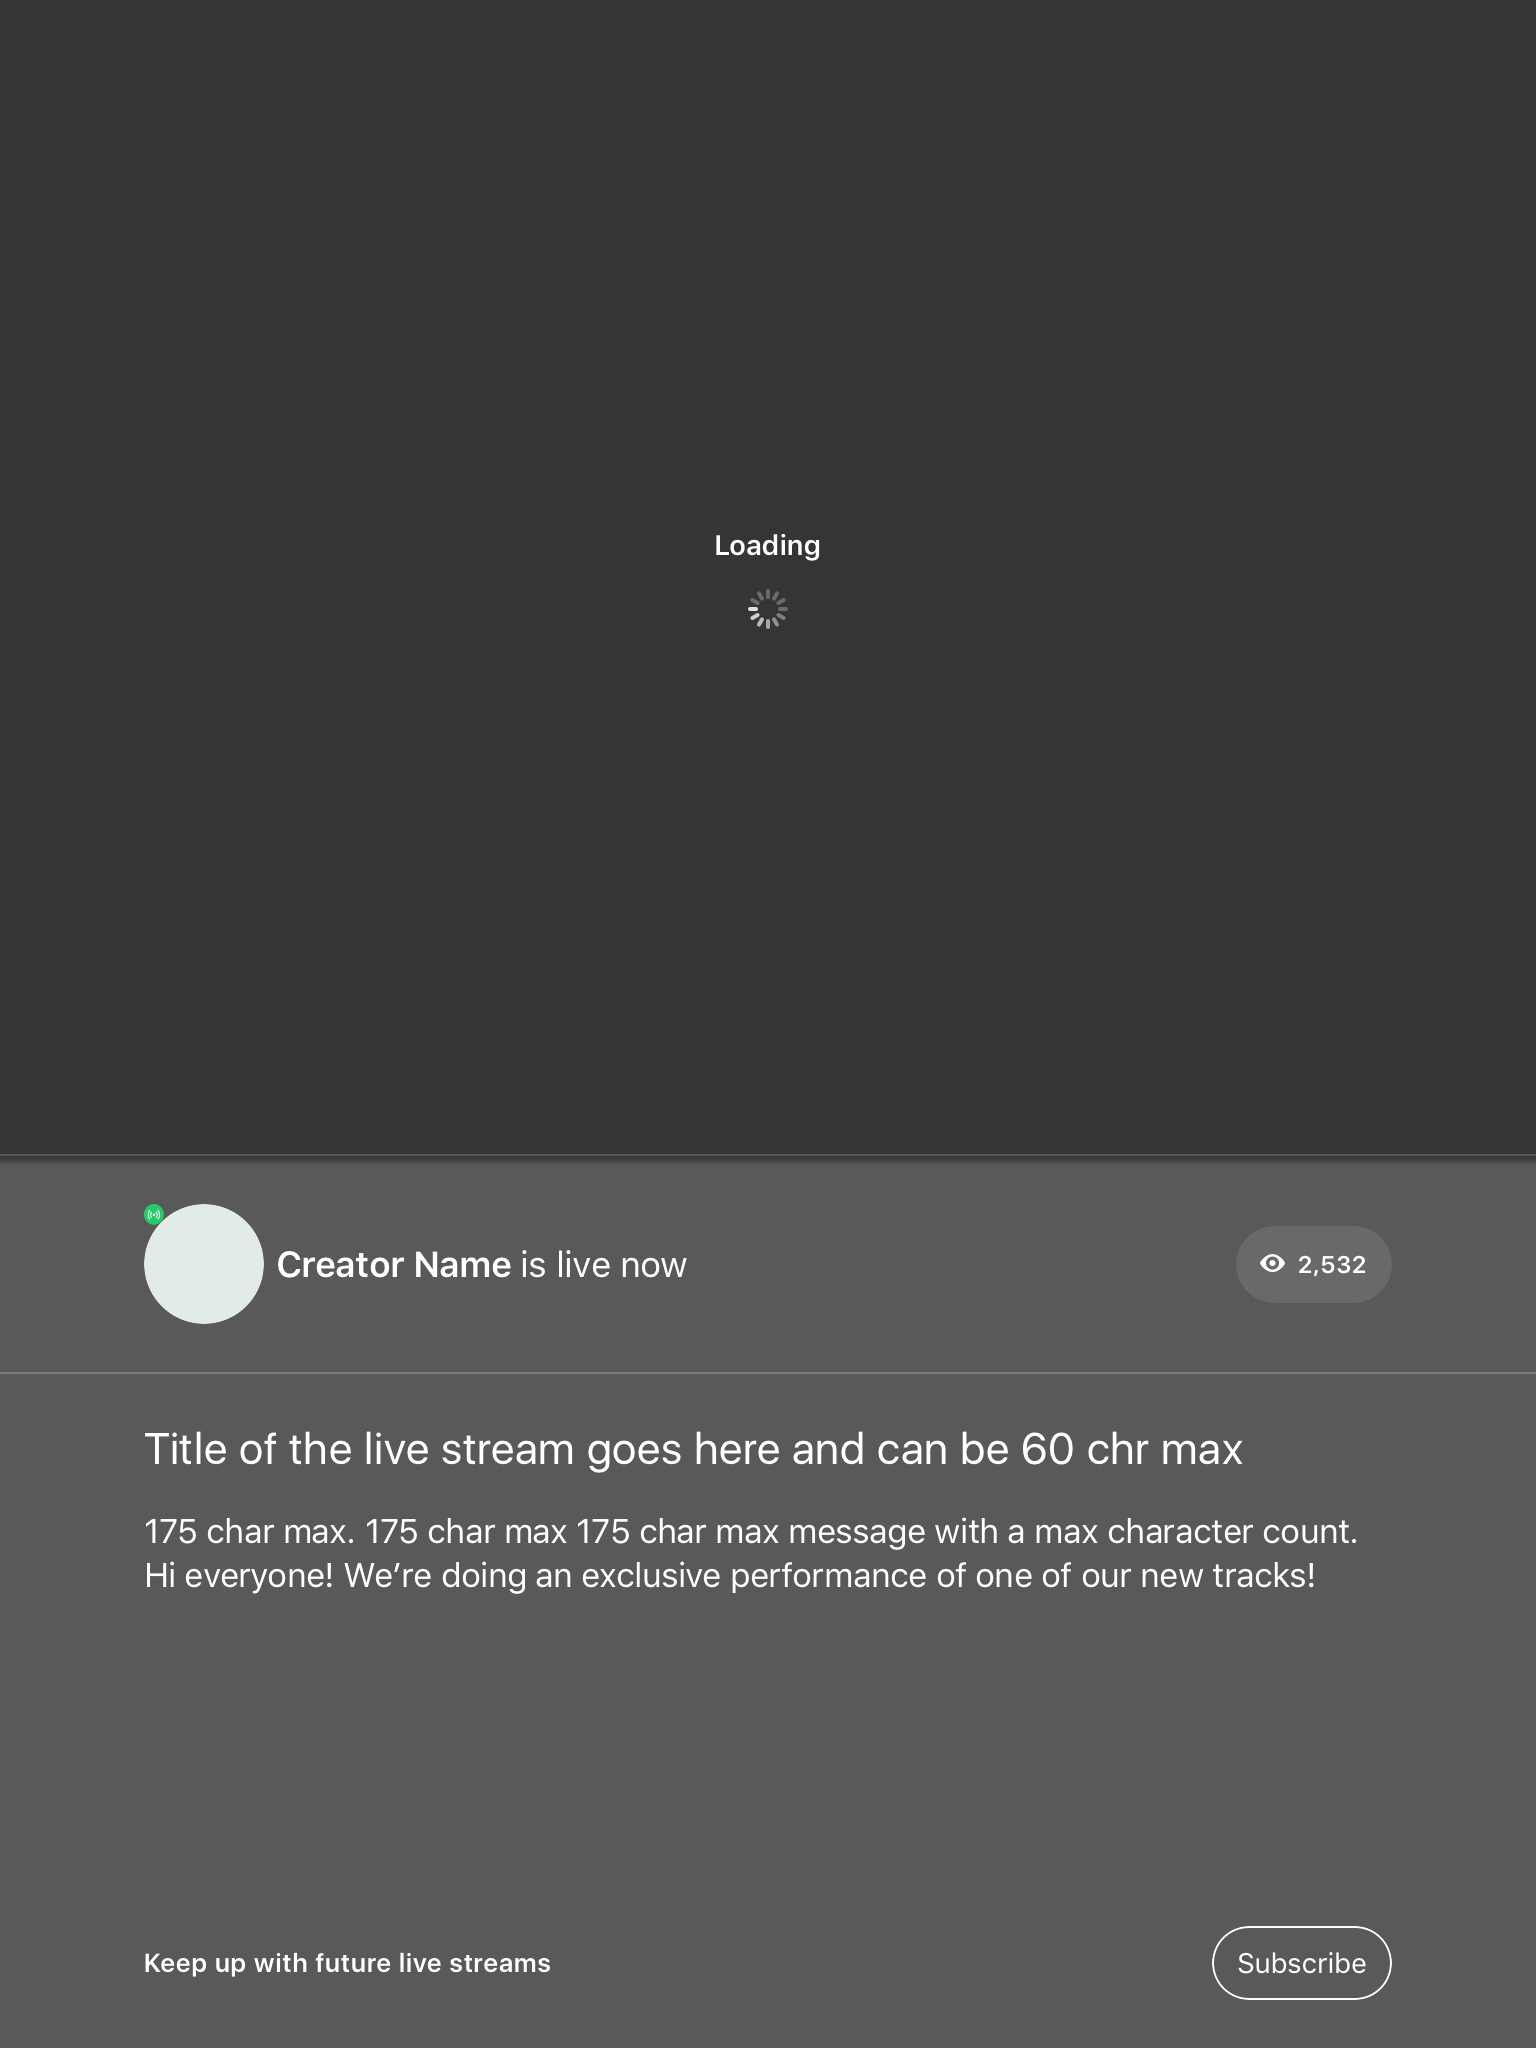 Loading
Creator Name is live now
2,532
Title of the live stream goes here and can be 60 chr max
175 char max. 175 char max 175 char max message with a max character count.
Hi everyone! We’re doing an exclusive performance of one of our new tracks!
Keep up with future live streams
Subscribe